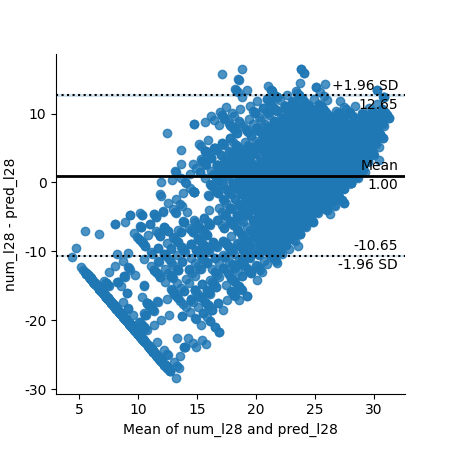 +1.96 SD
12.65
Mean
1.00
-10.65
-1.96 SD
10
0
-10
-20
-30
5 10 15 20 25 30
num_l28 - pred_l28
Mean of num_l28 and pred_l28